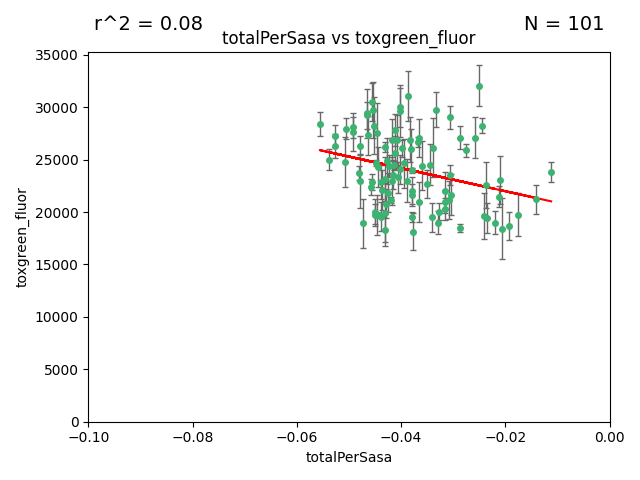 r^2 = 0.08
N = 101
totalPerSasa vs toxgreen_fluor
35000
30000
25000
20000
15000
10000
5000
0
toxgreen_fluor
−0.10
−0.08
−0.06
−0.04
−0.02
0.00
totalPerSasa